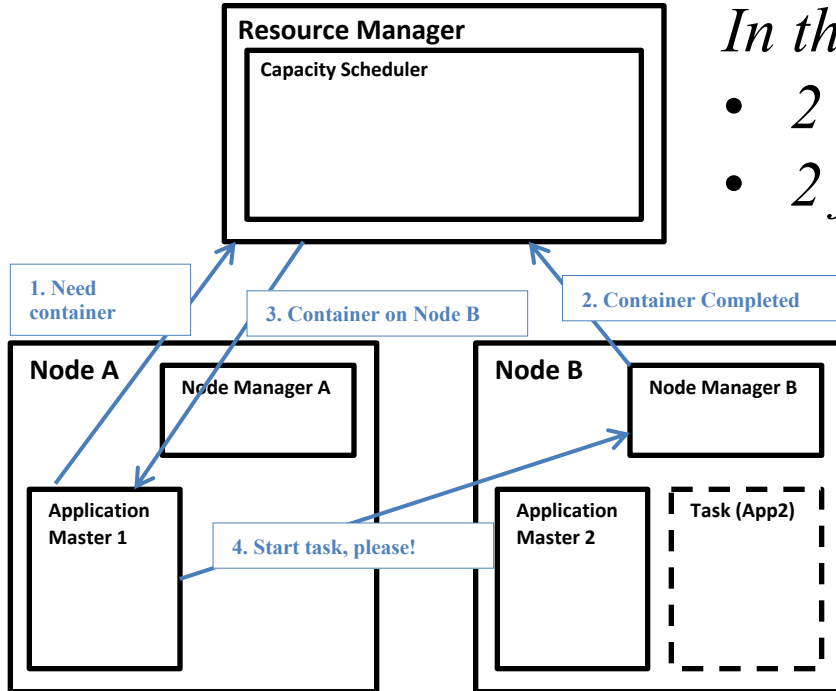 Resource Manager
Capacity Scheduler
In
• 2
• 2
1. Need
container
3. Container on Node B
2. Container Completed
Node A
Node Manager A
Application
Master 1
4. Start task, please!
Node B
Node Manager B
Application
Master 2
Task (App2)